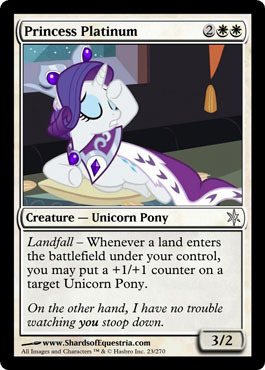 Princess Platinum 2
Creature — Unicorn Pony
Landfall – Whenever a land enters
the battlefield under your control,
you may put a +1/+1 counter on a
target Unicorn Pony.
On the other hand, I have no trouble
watching you stoop down.
www.ShardsofEquestria.com
3/2
All Images and Characters ™ & © Hasbro Inc. 23/270